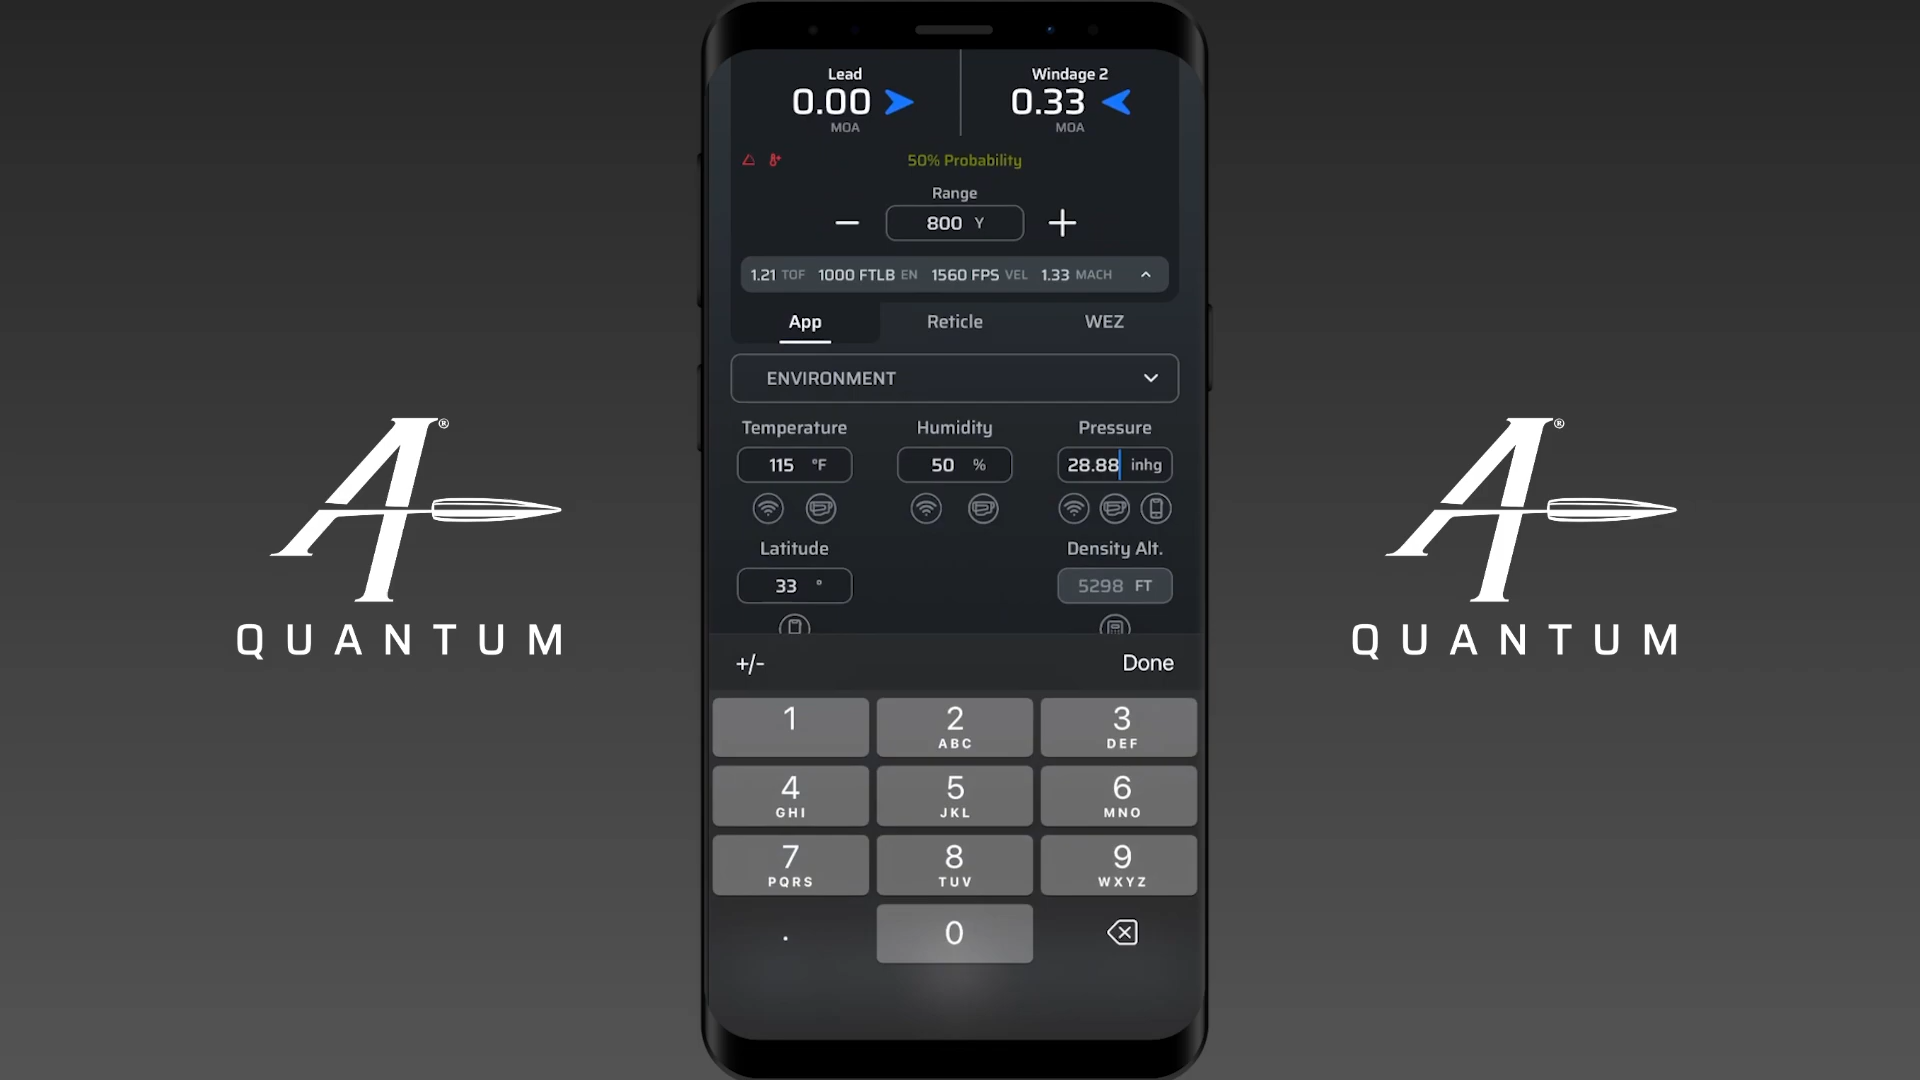 Lead
0.00
MOA
Windage 2
0.33
MOA
50% Probability
Range
800 Y
1.21 TOF 1000 FTLB EN 1560 FPS VEL 1.33 MACH
App Reticle WEZ
ENVIRONMENT
Temperature Humidity Pressure
115 °F 50 % 28.88 inhg
Latitude Density Alt.
33 ° 5298 FT
+/- Done
1 2 3
ABC DEF
4 5 6
GHI JKL MNO
7 8 9
PQRS TUV WXYZ
. 0
A®
QUANTUM
A®
QUANTUM